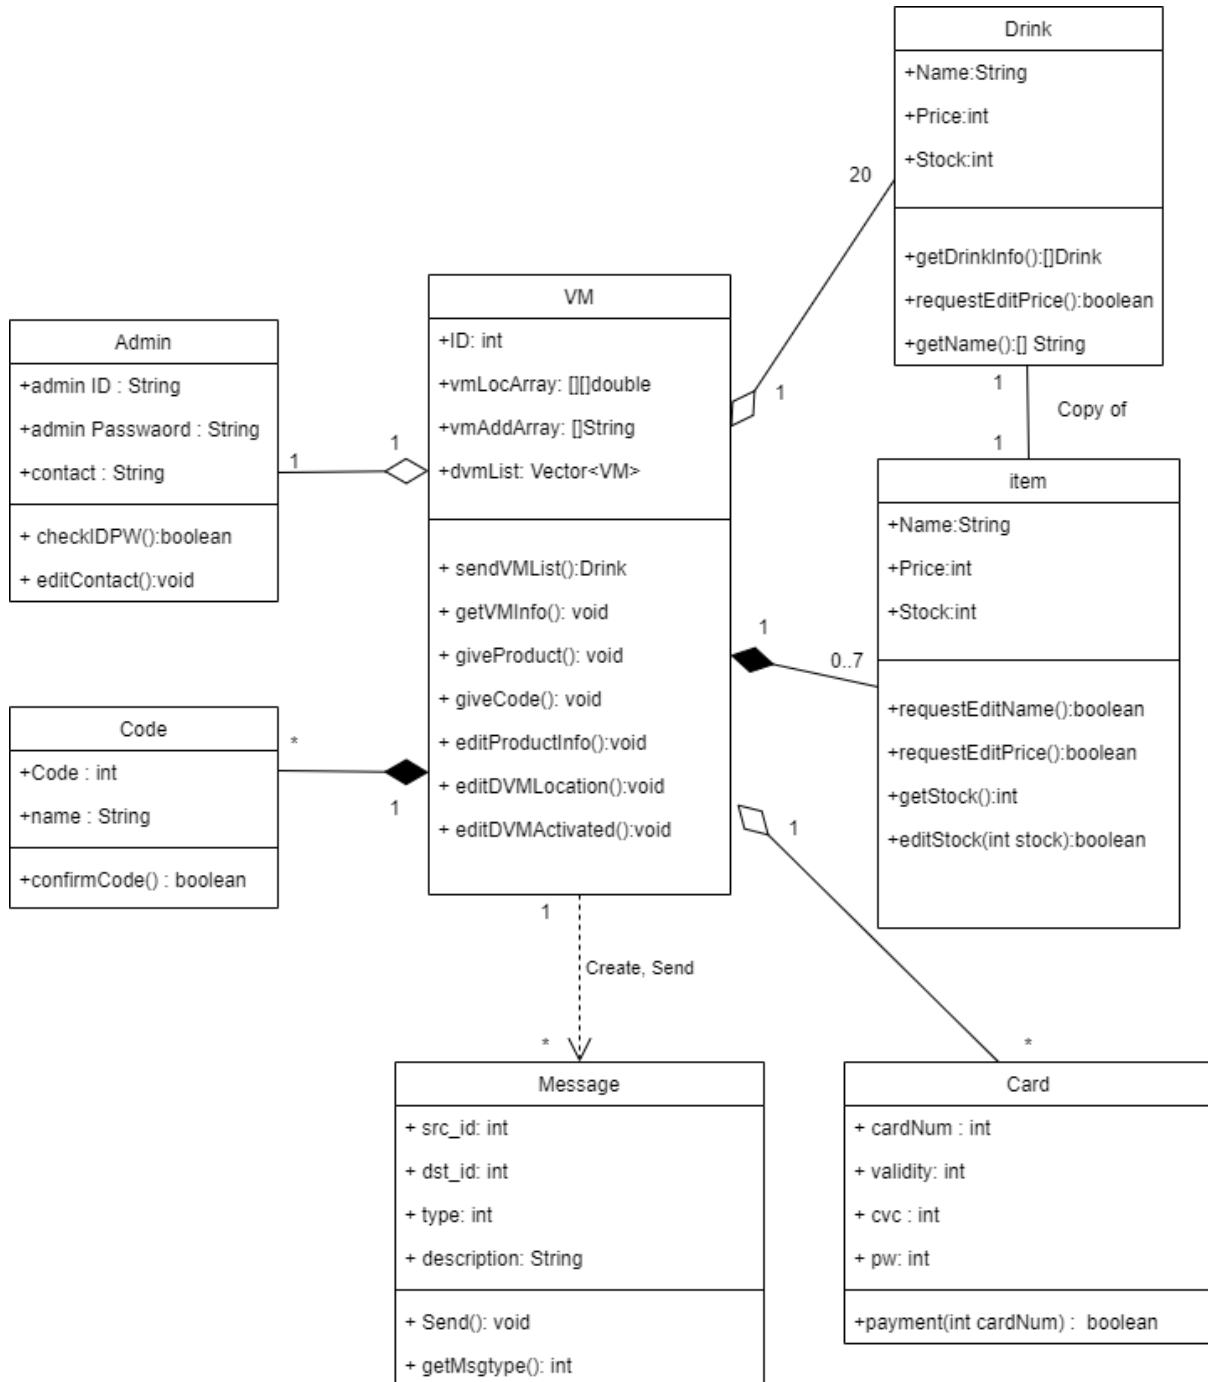 Drink
+Name:String
+Price:int
+Stock:int
+getDrinkInfo():[]Drink
+requestEditPrice():boolean
+getName():[] String
20
1
1
Copy of
1
VM
+ID: int
+vmLocArray: [][]double
+vmAddArray: []String
+dvmList: Vector<VM>
+ sendVMList():Drink
+ getVMInfo(): void
+ giveProduct(): void
+ giveCode(): void
+ editProductInfo():void
+ editDVMLocation():void
+ editDVMActivated():void
Admin
+admin ID : String
+admin Passwaord : String
+contact : String
+ checkIDPW():boolean
+ editContact():void
1
1
item
+Name:String
+Price:int
+Stock:int
+requestEditName():boolean
+requestEditPrice():boolean
+getStock():int
+editStock(int stock):boolean
1
0..7
Code
+Code : int
+name : String
+confirmCode() : boolean
*
1
1
1
Create, Send
*
*
Message
+ src_id: int
+ dst_id: int
+ type: int
+ description: String
+ Send(): void
+ getMsgtype(): int
Card
+ cardNum : int
+ validity: int
+ cvc : int
+ pw: int
+payment(int cardNum) : boolean